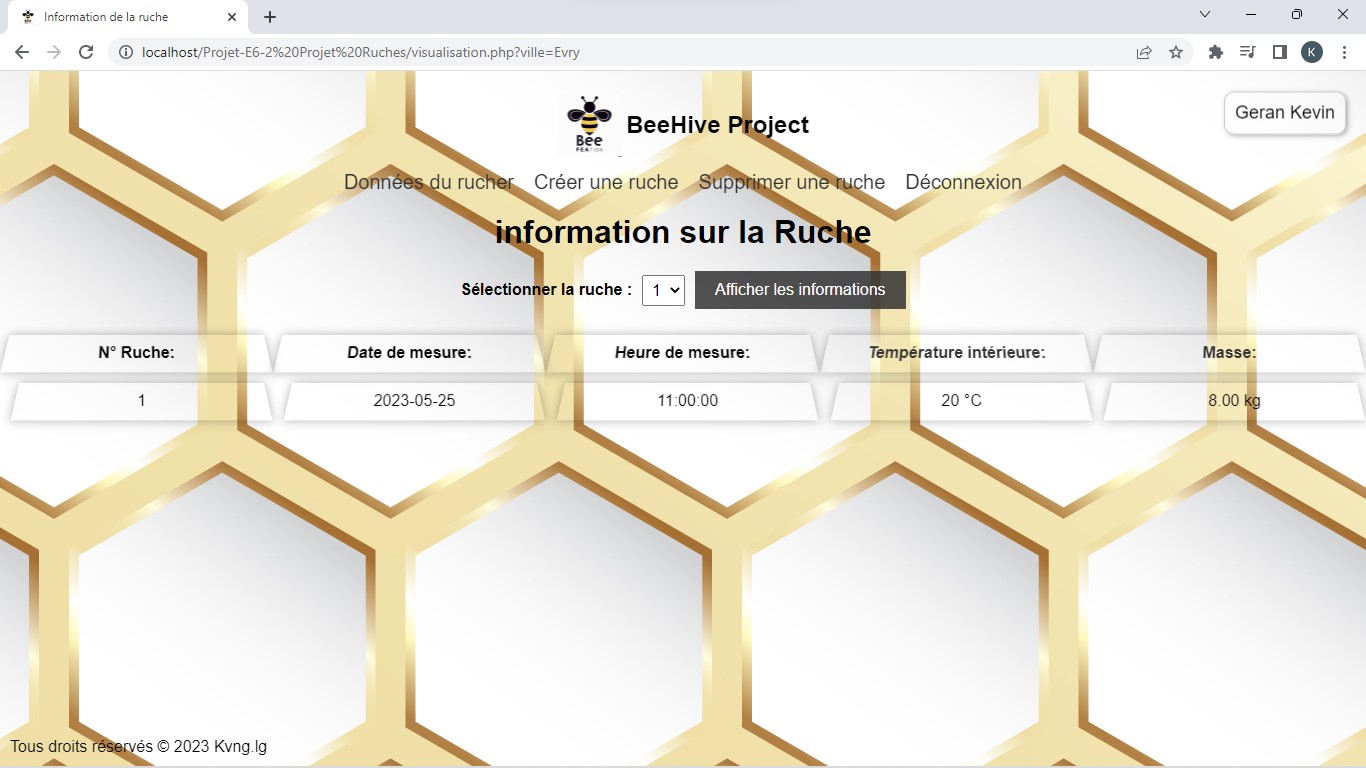 Information de la ruche
localhost/Projet-E6-2%20Projet%20Ruches/visualisation.php?ville=Evry
K
Geran Kevin
Bee
FEATION
BeeHive Project
Données du rucher Créer une ruche Supprimer une ruche Déconnexion
information sur la Ruche
Sélectionner la ruche : 1 Afficher les informations
N° Ruche: Date de mesure: Heure de mesure: Température intérieure: Masse:
1 2023-05-25 11:00:00 20 °C 8.00 kg
Tous droits réservés © 2023 Kvng.lg